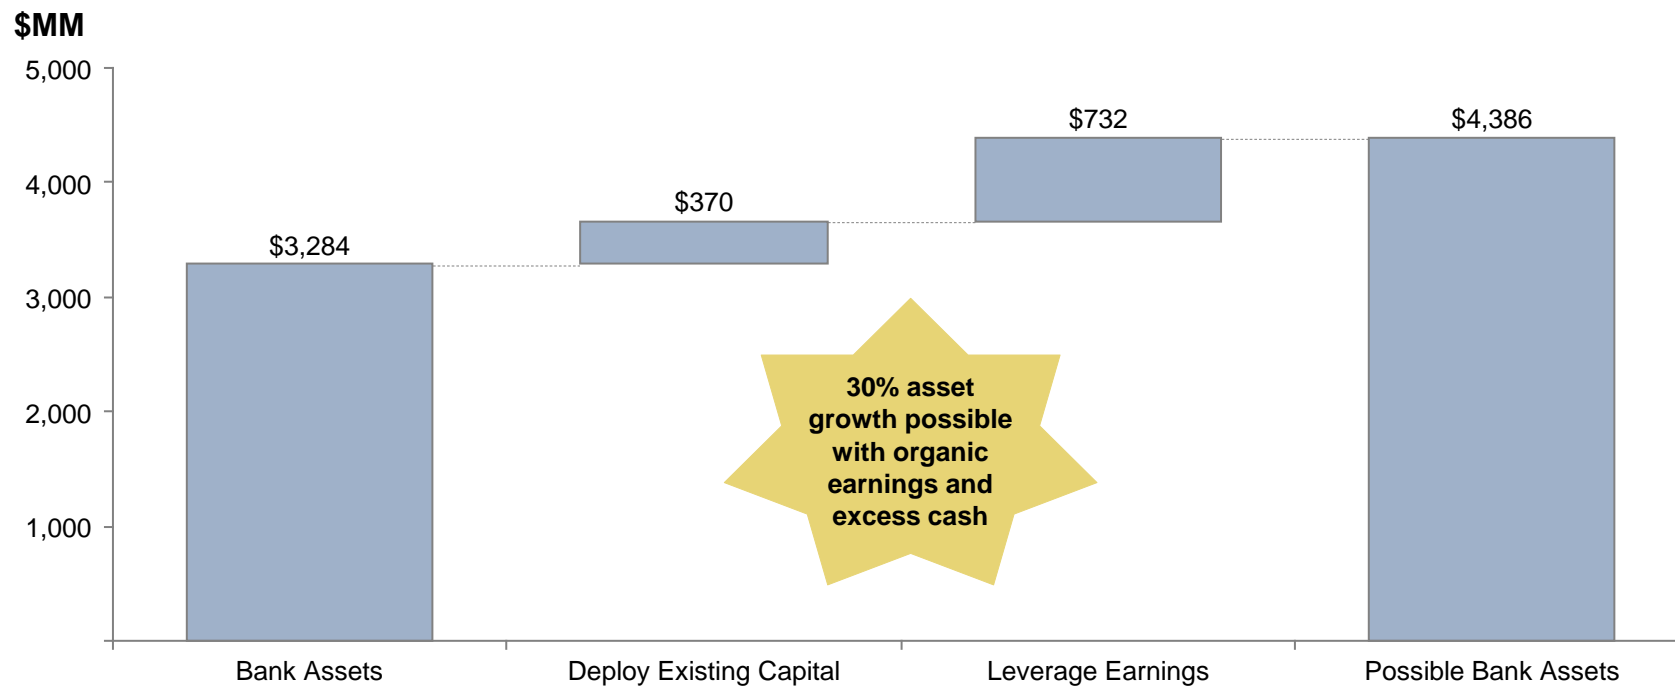 $MM
5,000
4,000
3,000
2,000
1,000
$3,284
$370
$732
$4,386
30% asset
growth possible
with organic
earnings and
excess cash
Bank Assets
Deploy Existing Capital
Leverage Earnings
Possible Bank Assets